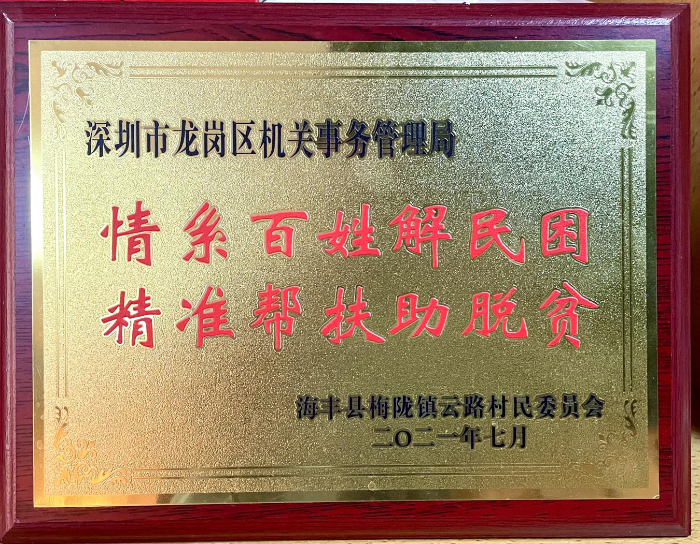 深圳市龙岗区机关事务管理局
情系百姓解民困
精准帮扶助脱贫
海丰县梅陇镇云路村民委员会
二〇二一年七月